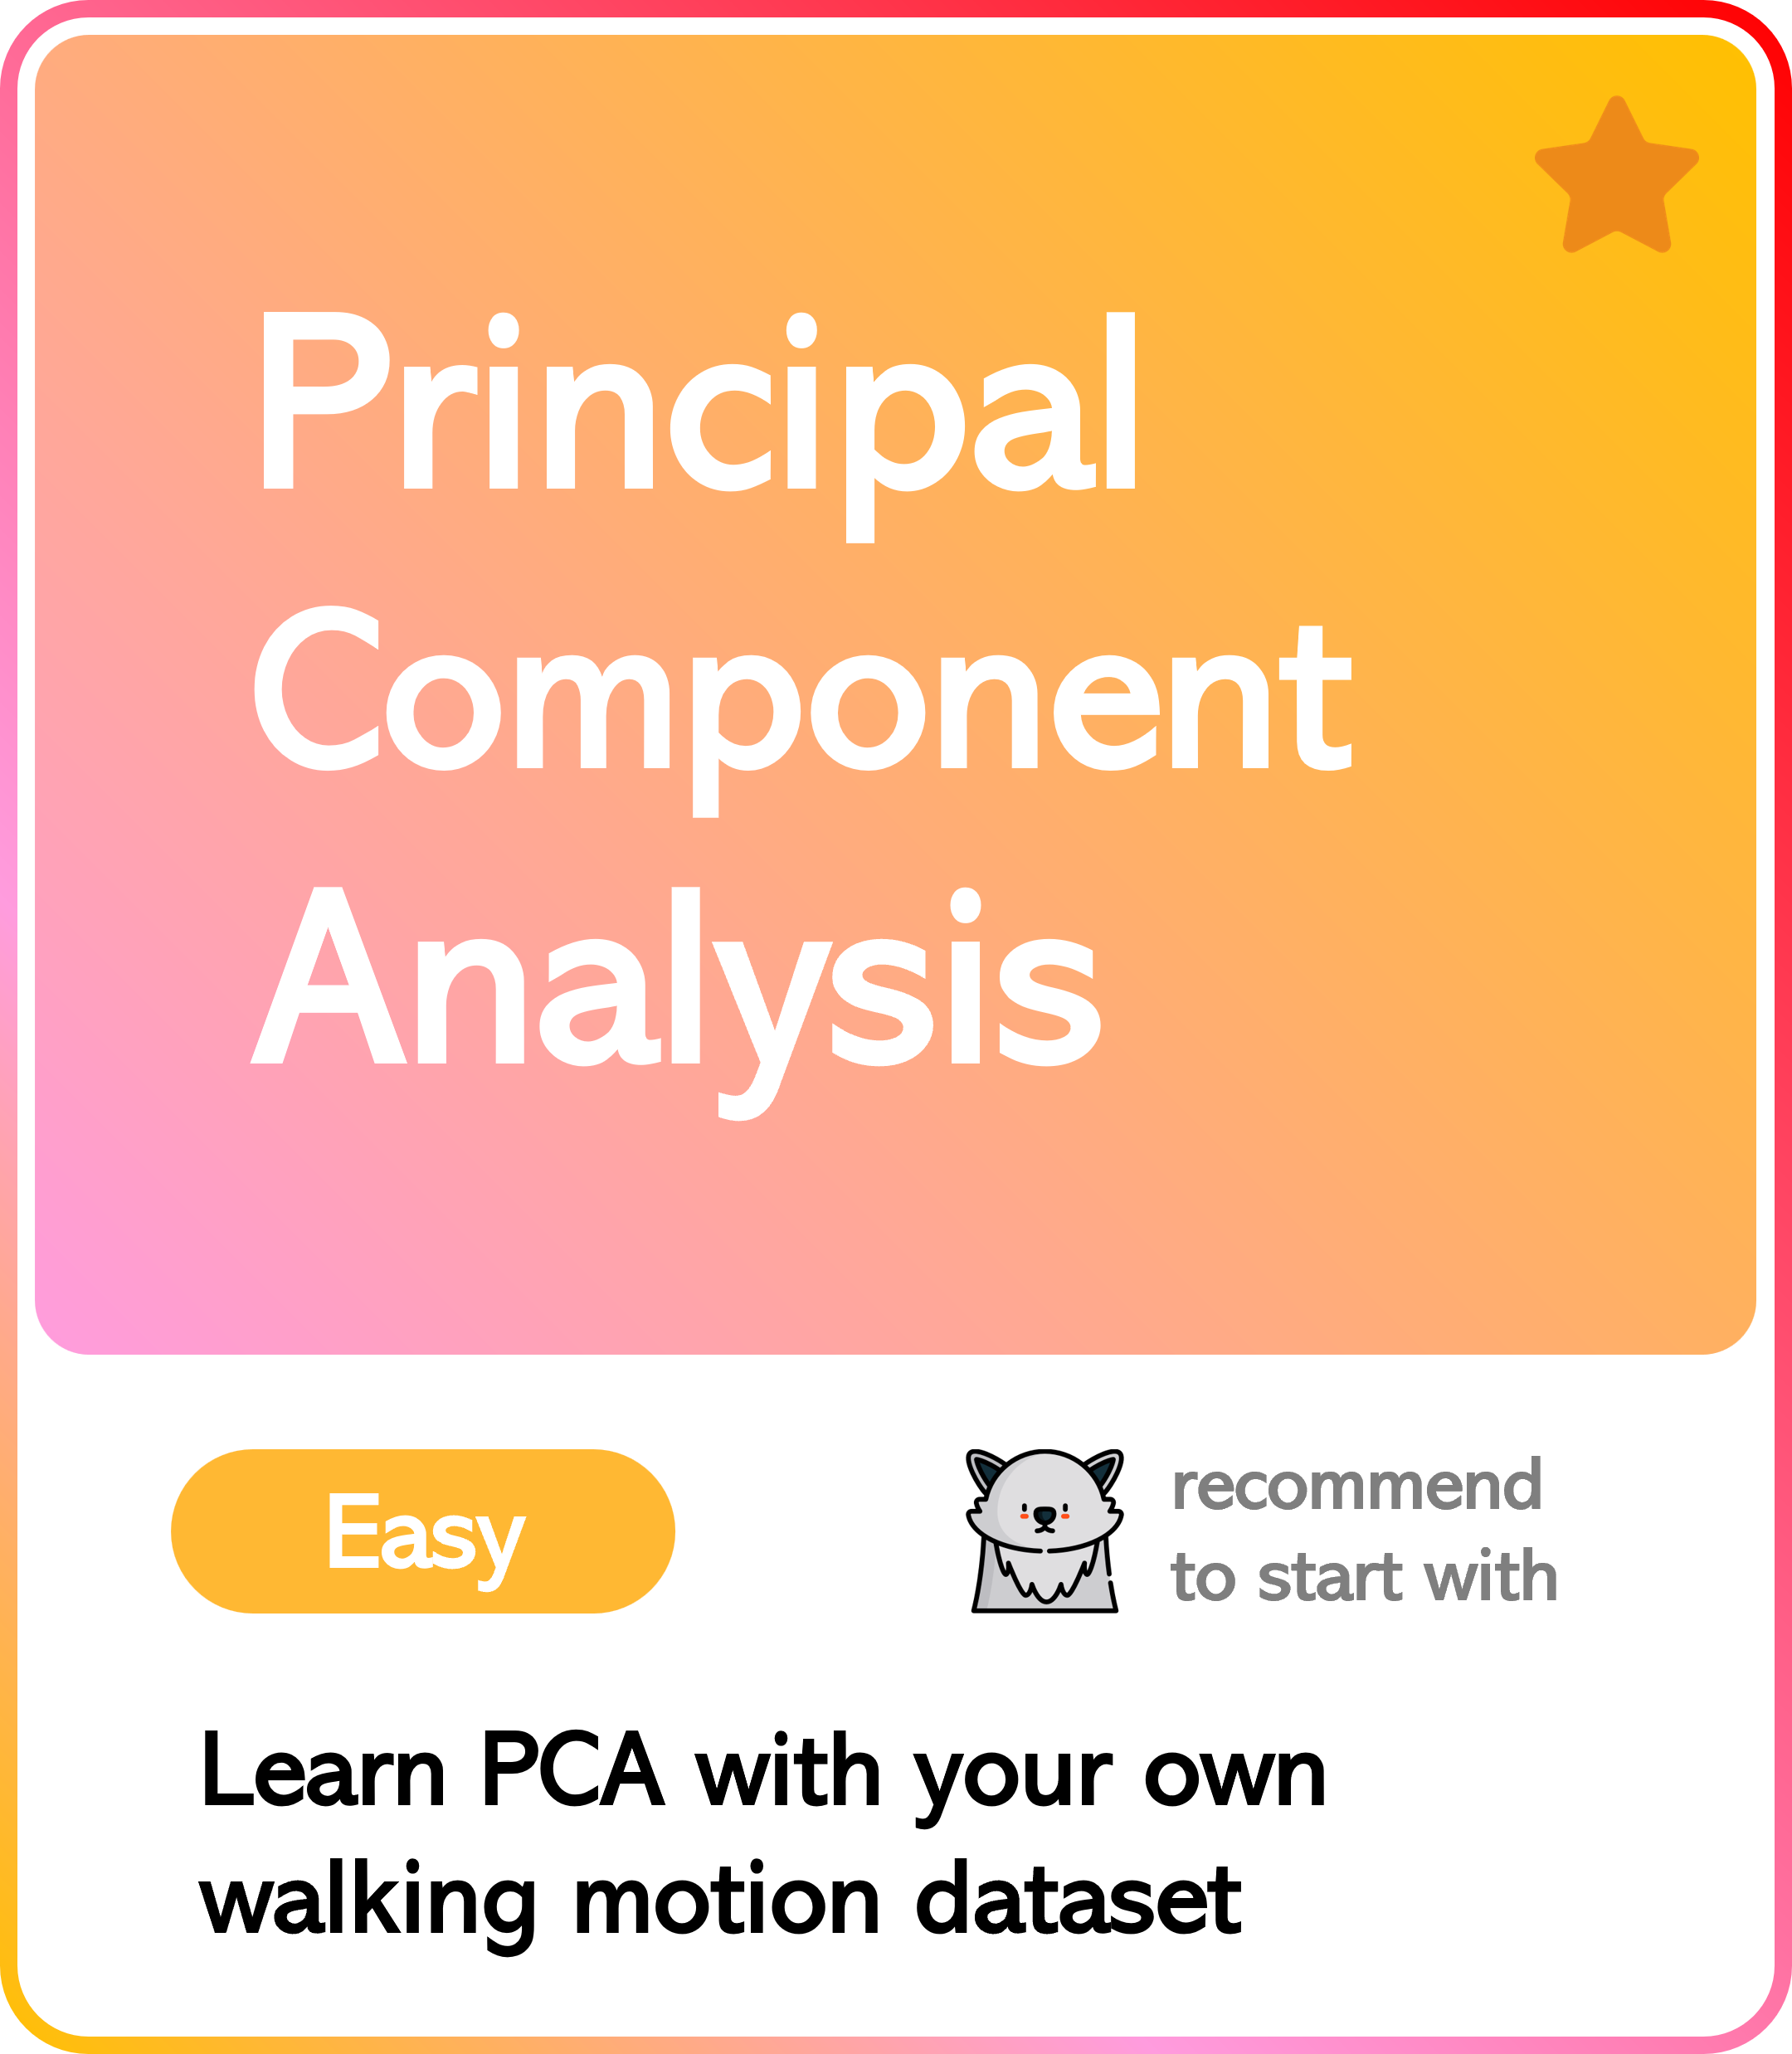 Principal
Component
Analysis
Easy
recommend
to start with
Learn PCA with your own
walking motion dataset